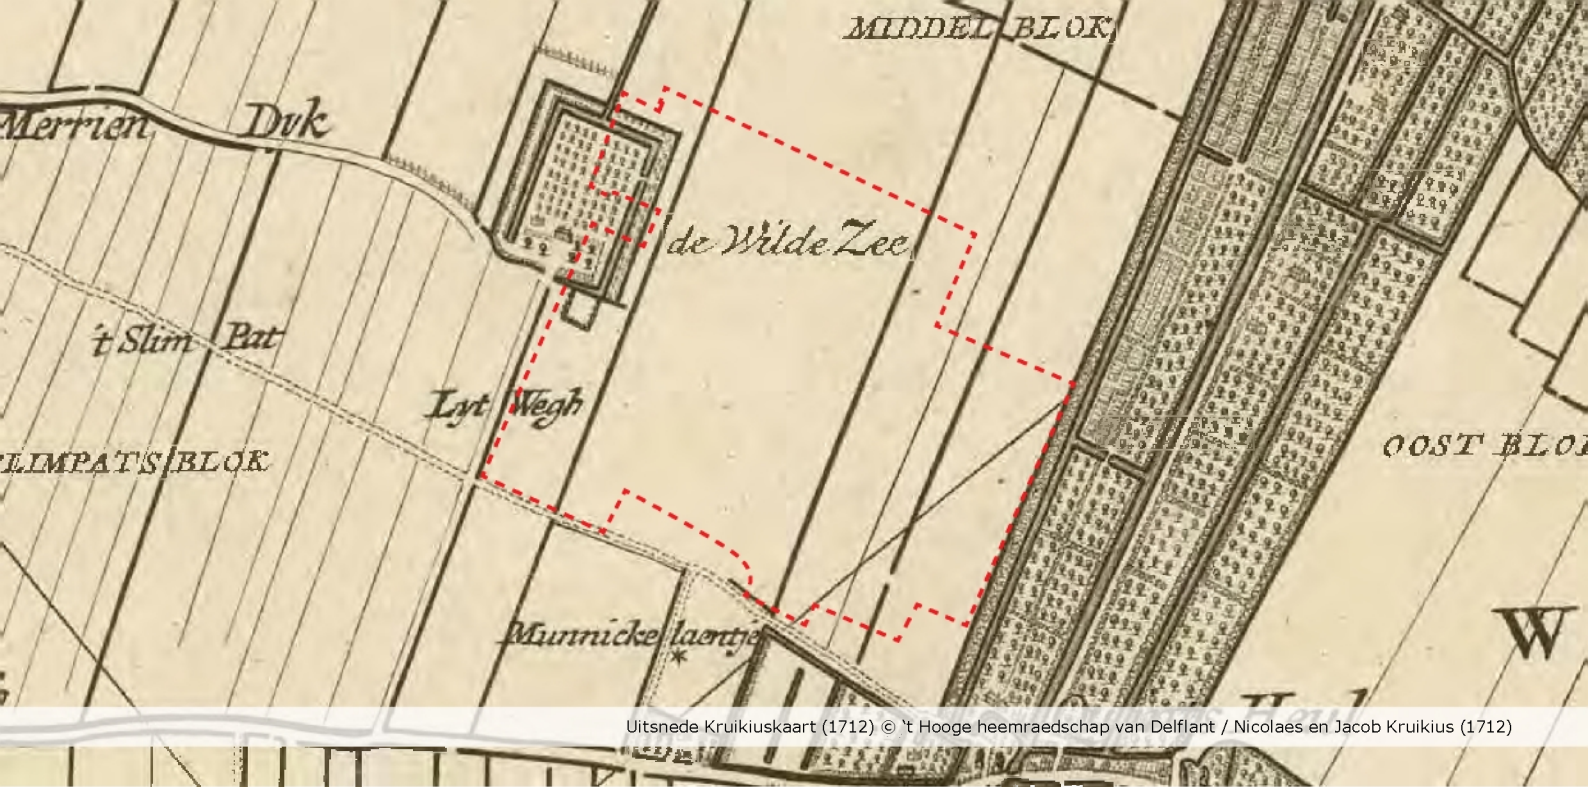 MIDDEL BLOK
Merrien Dyk
de Wilde Zee
't Slim Pat
Lyt Wegh
LIMPATS BLOK
OOST BLO
Munnicke laentje
*
W
Uitsnede Kruikiuskaart (1712) © 't Hooge heemraedschap van Delflant / Nicolaes en Jacob Kruikius (1712)